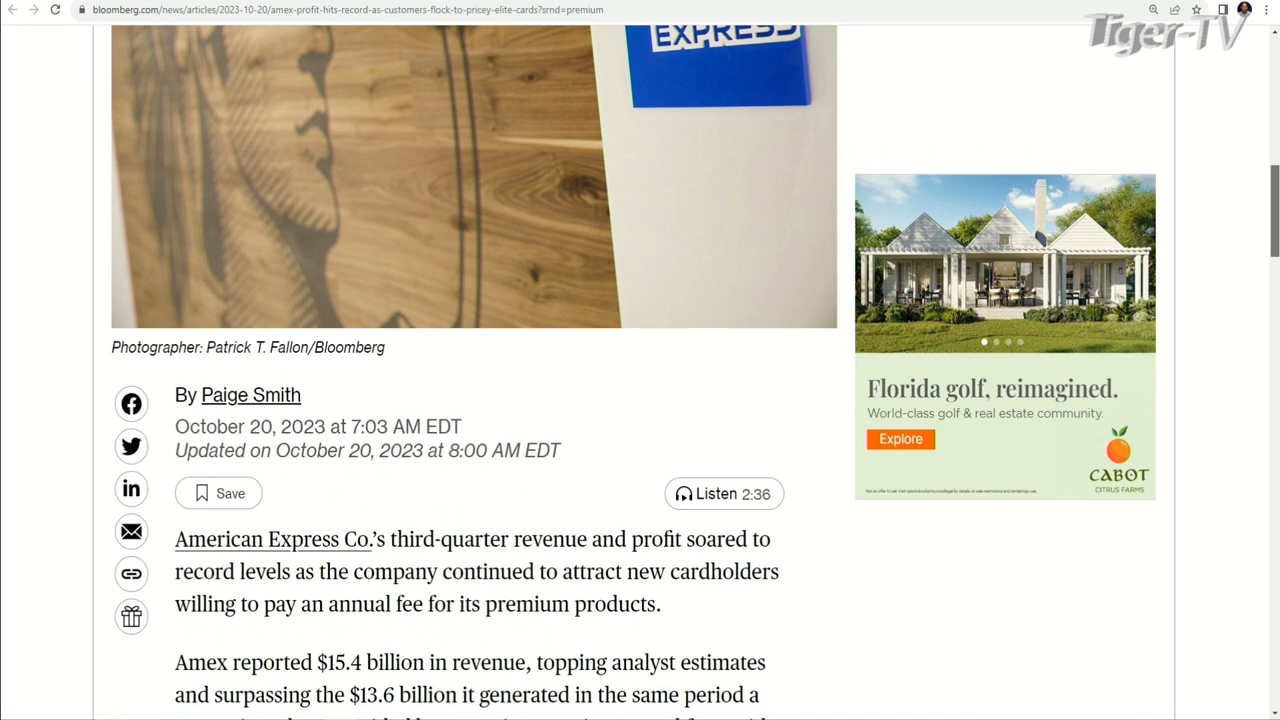 bloomberg.com/news/articles/2023-10-20/amex-profit-hits-record-as-customers-flock-to-pricey-elite-cards?srnd=premium
Tiger-TV
EXPRESS
Photographer: Patrick T. Fallon/Bloomberg
By Paige Smith
October 20, 2023 at 7:03 AM EDT
Updated on October 20, 2023 at 8:00 AM EDT
Save
Listen 2:36
American Express Co.'s third-quarter revenue and profit soared to
record levels as the company continued to attract new cardholders
willing to pay an annual fee for its premium products.
Amex reported $15.4 billion in revenue, topping analyst estimates
and surpassing the $13.6 billion it generated in the same period a
Florida golf, reimagined.
World-class golf & real estate community.
Explore
CABOT
CITRUS FARMS